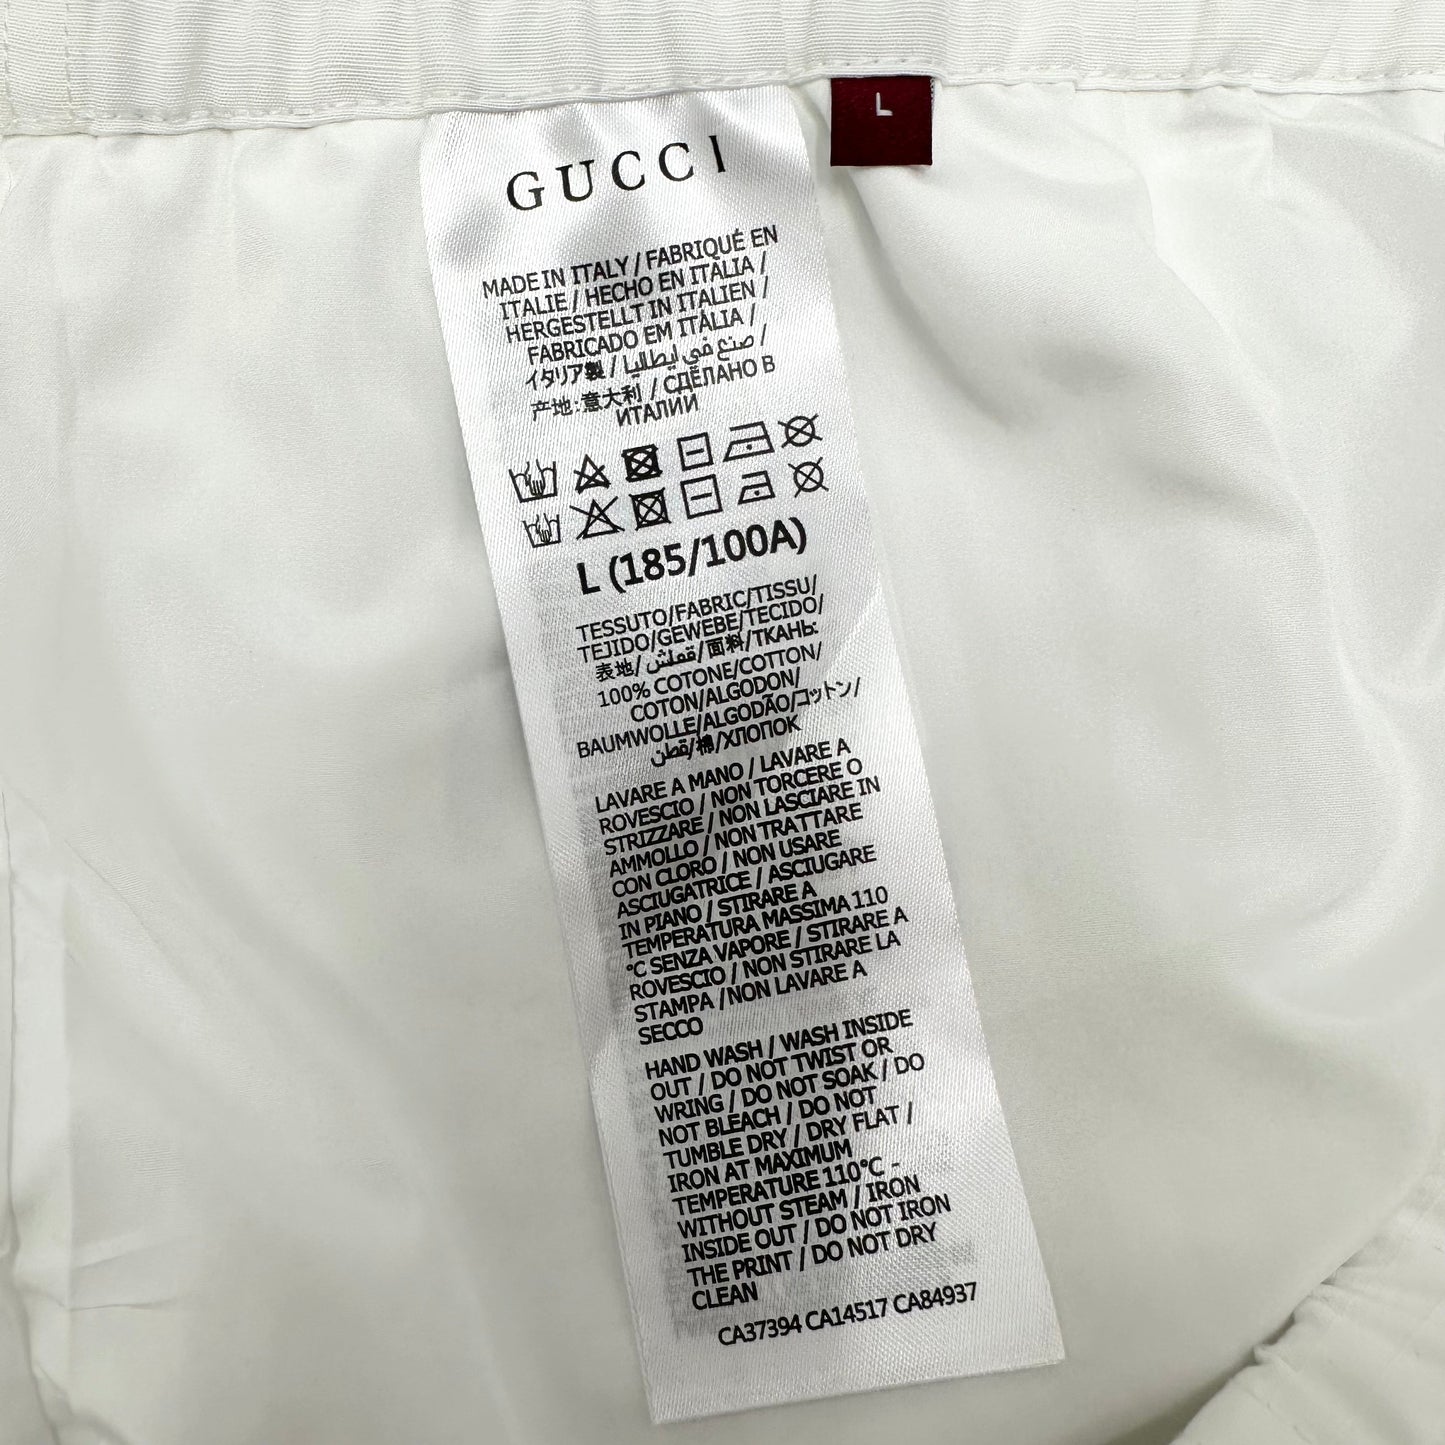 L
GUCCI
MADE IN ITALY / FABRIQUÉ EN
ITALIE / HECHO EN ITALIA /
HERGESTELLT IN ITALIEN /
FABRICADO EM ITÀLIA /
イタリア製 / صنع في إيطاليا /
产地:意大利 / СДЕЛАНО В
ИТАЛИИ
L (185/100A)
TESSUTO/FABRIC/TISSU/
TEJIDO/GEWEBE/TECIDO/
表地/قماش/面料/ТКАНЬ:
100% COTONE/COTTON/
COTON/ALGODON/
BAUMWOLLE/ALGODÃO/コットン/
قطن/棉/ХЛОПОК
LAVARE A MANO / LAVARE A
ROVESCIO / NON TORCERE O
STRIZZARE / NON LASCIARE IN
AMMOLLO / NON TRATTARE
CON CLORO / NON USARE
ASCIUGATRICE / ASCIUGARE
IN PIANO / STIRARE A
TEMPERATURA MASSIMA 110
°C SENZA VAPORE / STIRARE A
ROVESCIO / NON STIRARE LA
STAMPA /NON LAVARE A
SECCO
HAND WASH / WASH INSIDE
OUT / DO NOT TWIST OR
WRING / DO NOT SOAK / DO
NOT BLEACH / DO NOT
TUMBLE DRY / DRY FLAT /
IRON AT MAXIMUM
TEMPERATURE 110°C -
WITHOUT STEAM / IRON
INSIDE OUT / DO NOT IRON
THE PRINT / DO NOT DRY
CLEAN
CA37394 CA14517 CA84937